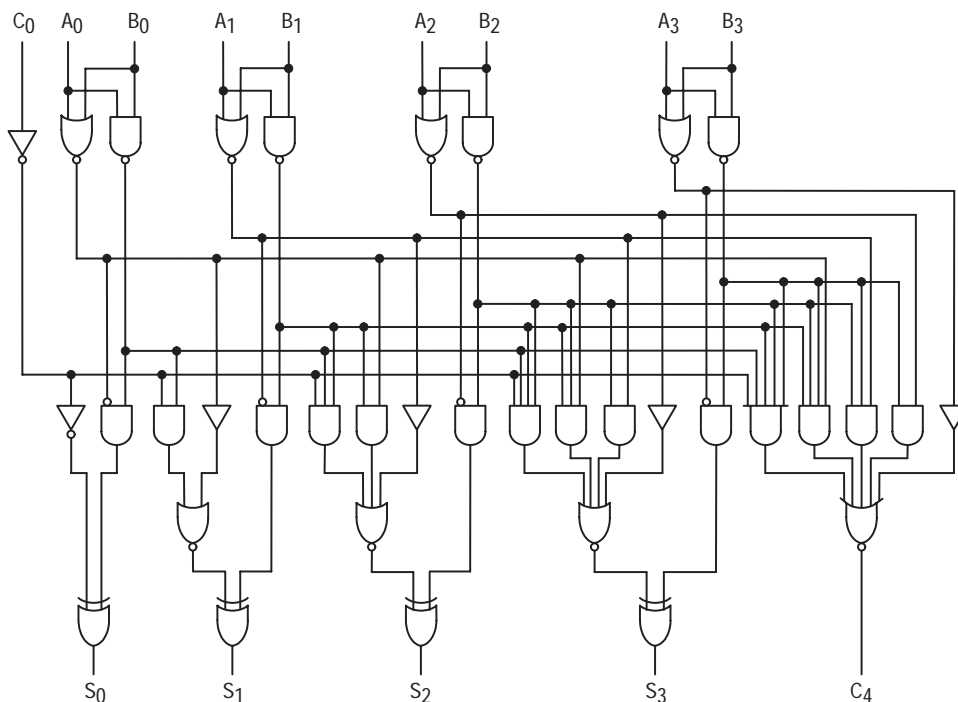 C₀ A₀ B₀ A₁ B₁ A₂ B₂ A₃ B₃
S₀ S₁ S₂ S₃ C₄